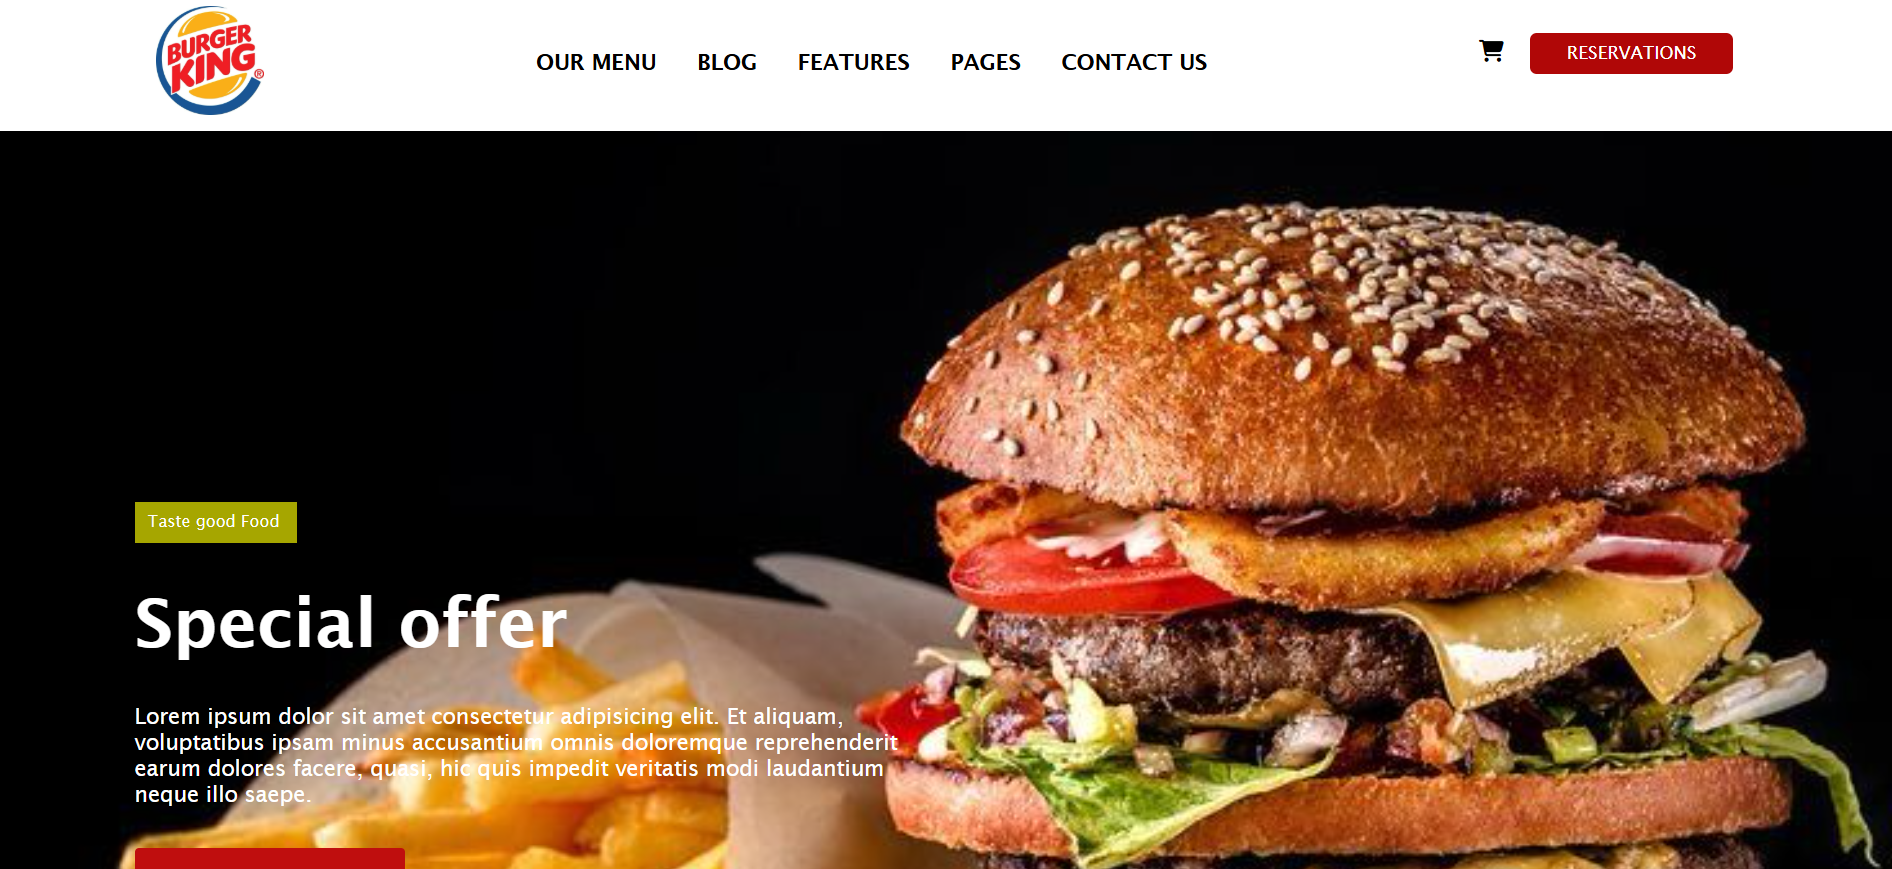 BURGER
KING®
OUR MENU BLOG FEATURES PAGES CONTACT US
RESERVATIONS
Taste good Food
Special offer
Lorem ipsum dolor sit amet consectetur adipisicing elit. Et aliquam,
voluptatibus ipsam minus accusantium omnis doloremque reprehenderit
earum dolores facere, quasi, hic quis impedit veritatis modi laudantium
neque illo saepe.